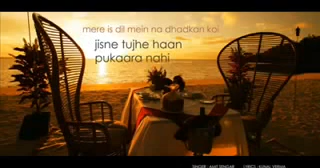 mere is dil mein na dhadkan koi
jisne tujhe haan
pukaara nahi
SINGER : AMIT SENGAR LYRICS : KUNAL VERMA